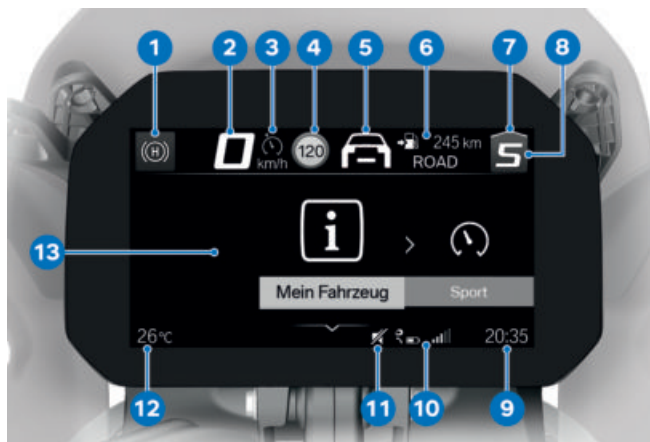 1 2 3 4 5 6 7 8
(H) 0 km/h 120 245 km S
ROAD
13
i >
Mein Fahrzeug Sport
26°C 20:35
12 11 10 9